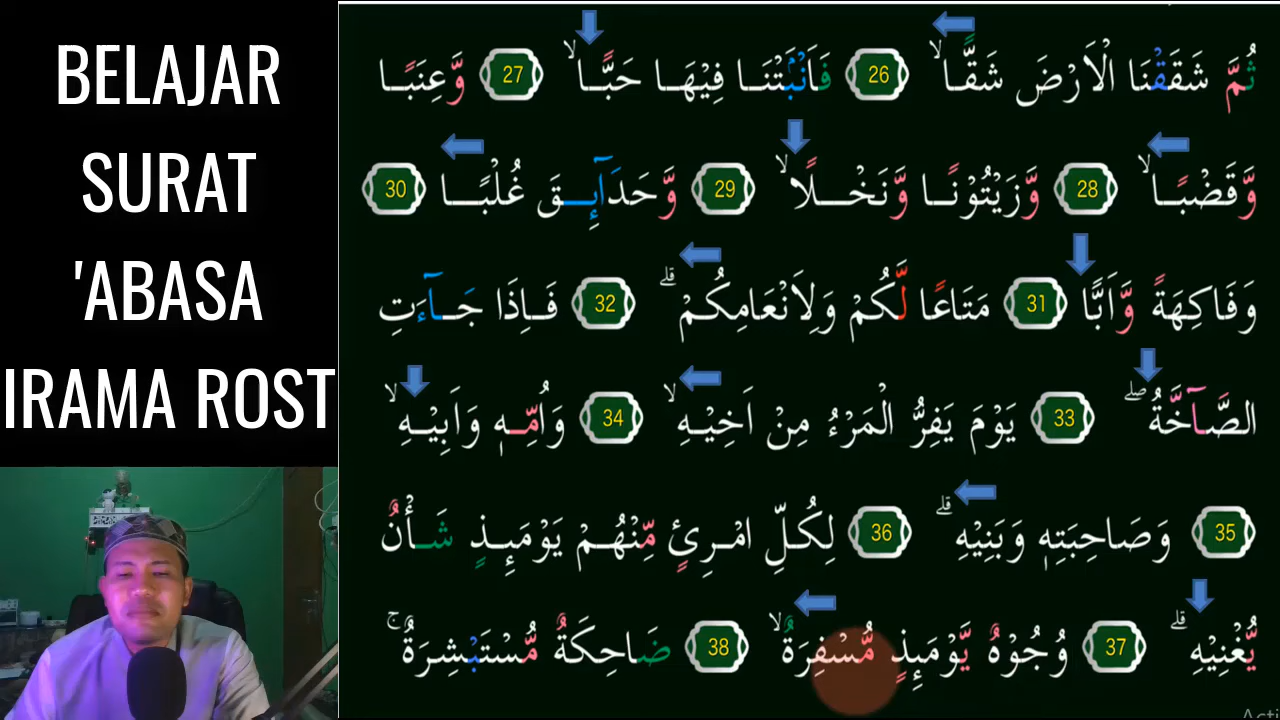 BELAJAR
SURAT
'ABASA
IRAMA ROST
ثُمَّ شَقَقْنَا الْاَرْضَ شَقًّاۙ 26 فَاَنْۢبَتْنَا فِيْهَا حَبًّاۙ 27 وَّعِنَبًا
وَّقَضْبًاۙ 28 وَّزَيْتُوْنًا وَّنَخْلًاۙ 29 وَّحَدَاۤىِٕقَ غُلْبًا 30
وَفَاكِهَةً وَّاَبًّا 31 مَتَاعًا لَّكُمْ وَلِاَنْعَامِكُمْۗ 32 فَاِذَا جَاۤءَتِ
الصَّاۤخَّةُۖ 33 يَوْمَ يَفِرُّ الْمَرْءُ مِنْ اَخِيْهِۙ 34 وَاُمِّهٖ وَاَبِيْهِۙ
35 وَصَاحِبَتِهٖ وَبَنِيْهِۗ 36 لِكُلِّ امْرِئٍ مِّنْهُمْ يَوْمَىِٕذٍ شَأْنٌ
يُّغْنِيْهِۗ 37 وُجُوْهٌ يَّوْمَىِٕذٍ مُّسْفِرَةٌۙ 38 ضَاحِكَةٌ مُّسْتَبْشِرَةٌۚ